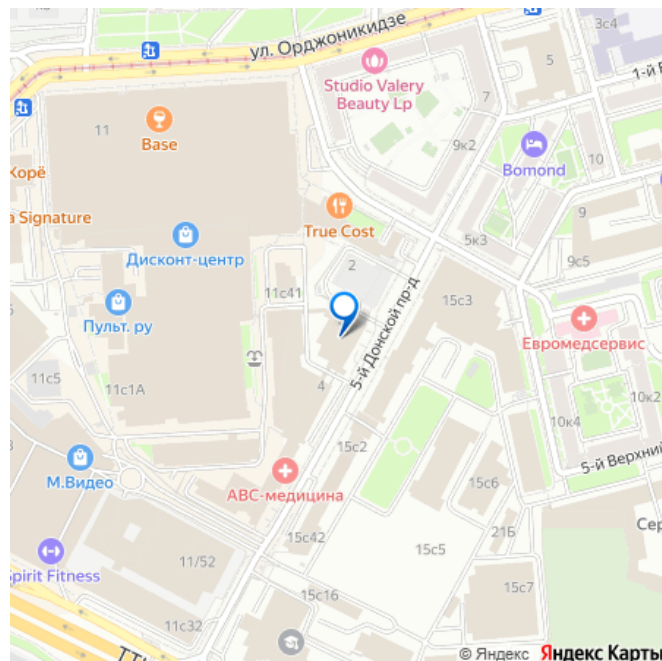 ул. Орджоникидзе
3с4
Studio Valery
Beauty Lp
5
1-й В
7
11
Base
9к2
Bomond
10
Корё
a Signature
True Cost
9
Дисконт-центр
5к3
2
9с5
11с41
15с3
Пульт. ру
5-й Донской пр-д
Евромедсервис
11с5
11с1А
4
10к2
10к4
15с2
5-й Верхний
М.Видео
АВС-медицина
15с6
21Б
Сер
15с42
11/52
15с5
Spirit Fitness
15с7
15с16
11с32
ТТК
© Яндекс Яндекс Карты